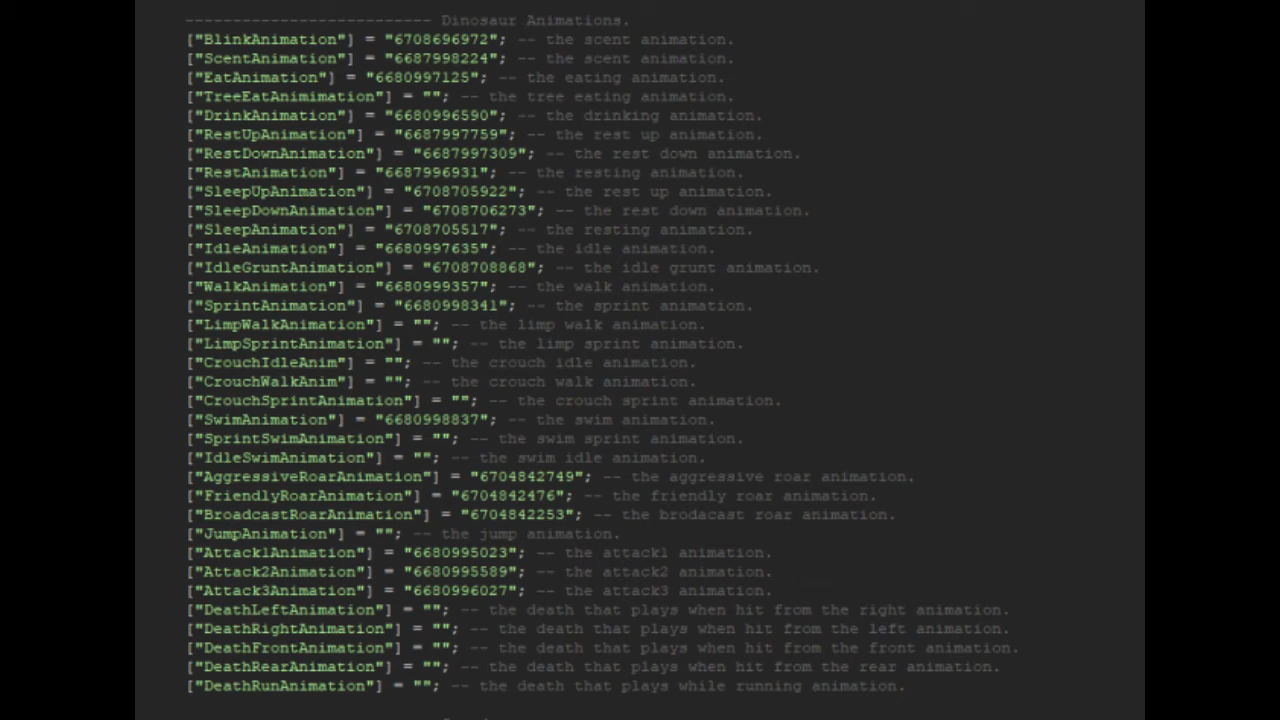 -------------------------- Dinosaur Animations.
["BlinkAnimation"] = "6708696972"; -- the scent animation.
["ScentAnimation"] = "6687998224"; -- the scent animation.
["EatAnimation"] = "6680997125"; -- the eating animation.
["TreeEatAnimimation"] = ""; -- the tree eating animation.
["DrinkAnimation"] = "6680996590"; -- the drinking animation.
["RestUpAnimation"] = "6687997759"; -- the rest up animation.
["RestDownAnimation"] = "6687997309"; -- the rest down animation.
["RestAnimation"] = "6687996931"; -- the resting animation.
["SleepUpAnimation"] = "6708705922"; -- the rest up animation.
["SleepDownAnimation"] = "6708706273"; -- the rest down animation.
["SleepAnimation"] = "6708705517"; -- the resting animation.
["IdleAnimation"] = "6680997635"; -- the idle animation.
["IdleGruntAnimation"] = "6708708868"; -- the idle grunt animation.
["WalkAnimation"] = "6680999357"; -- the walk animation.
["SprintAnimation"] = "6680998341"; -- the sprint animation.
["LimpWalkAnimation"] = ""; -- the limp walk animation.
["LimpSprintAnimation"] = ""; -- the limp sprint animation.
["CrouchIdleAnim"] = ""; -- the crouch idle animation.
["CrouchWalkAnim"] = ""; -- the crouch walk animation.
["CrouchSprintAnimation"] = ""; -- the crouch sprint animation.
["SwimAnimation"] = "6680998837"; -- the swim animation.
["SprintSwimAnimation"] = ""; -- the swim sprint animation.
["IdleSwimAnimation"] = ""; -- the swim idle animation.
["AggressiveRoarAnimation"] = "6704842749"; -- the aggressive roar animation.
["FriendlyRoarAnimation"] = "6704842476"; -- the friendly roar animation.
["BroadcastRoarAnimation"] = "6704842253"; -- the brodacast roar animation.
["JumpAnimation"] = ""; -- the jump animation.
["Attack1Animation"] = "6680995023"; -- the attack1 animation.
["Attack2Animation"] = "6680995589"; -- the attack2 animation.
["Attack3Animation"] = "6680996027"; -- the attack3 animation.
["DeathLeftAnimation"] = ""; -- the death that plays when hit from the right animation.
["DeathRightAnimation"] = ""; -- the death that plays when hit from the left animation.
["DeathFrontAnimation"] = ""; -- the death that plays when hit from the front animation.
["DeathRearAnimation"] = ""; -- the death that plays when hit from the rear animation.
["DeathRunAnimation"] = ""; -- the death that plays while running animation.